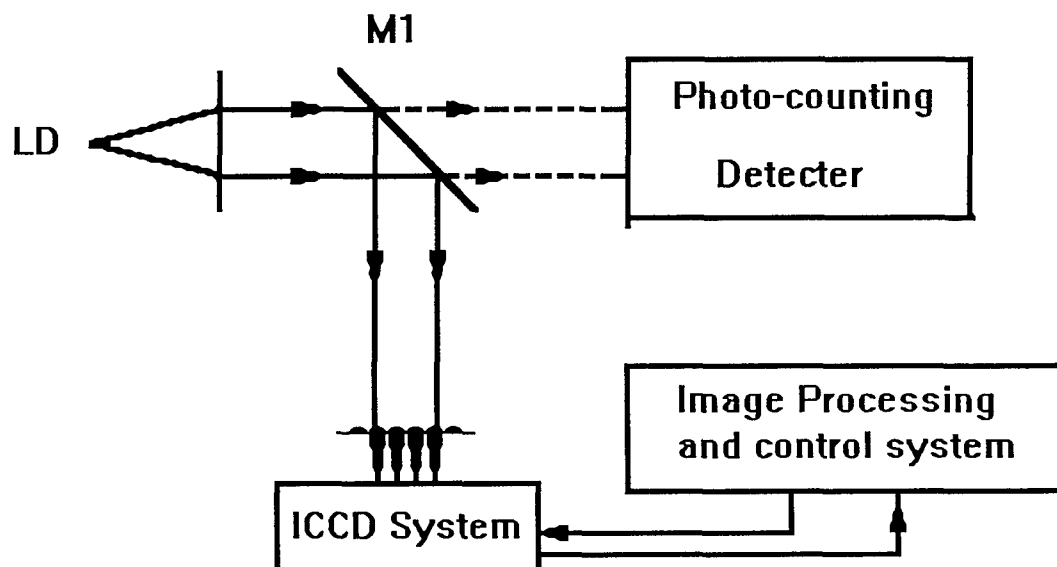 M1
LD
Photo-counting
Detecter
Image Processing
and control system
ICCD System